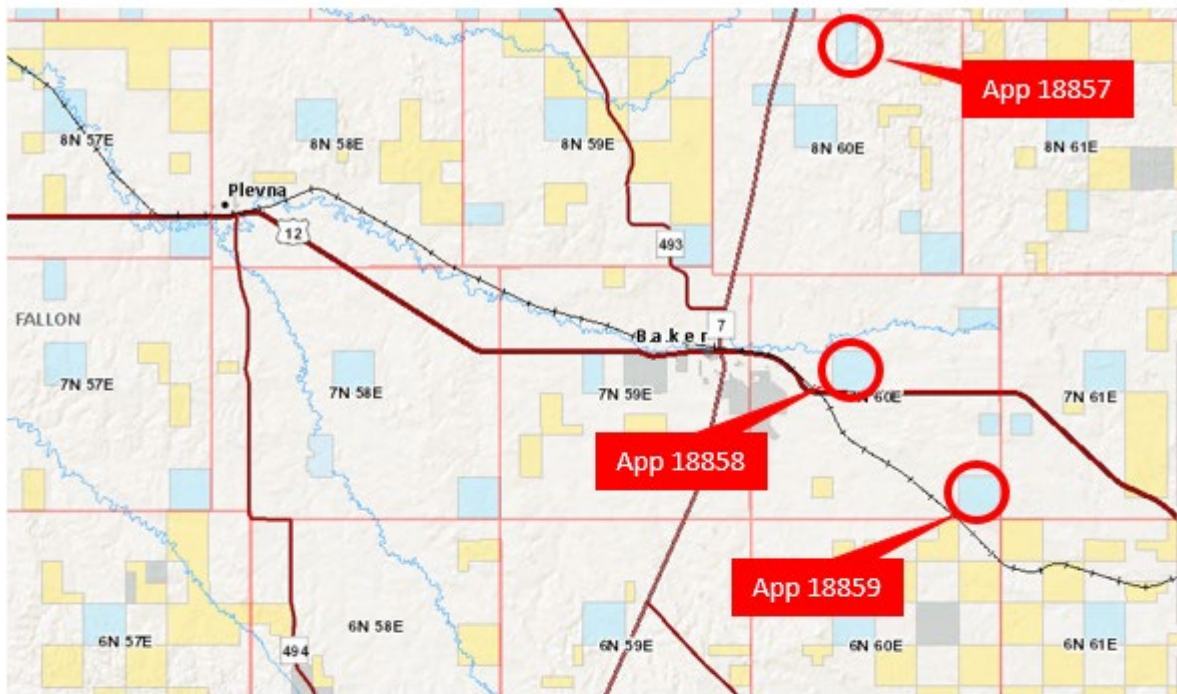 App 18857
8N 57E
8N 58E
8N 59E
8N 60E
8N 61E
Plevna
12
493
FALLON
Baker
7
7N 57E
7N 58E
7N 59E
7N 60E
7N 61E
App 18858
App 18859
6N 57E
6N 58E
6N 59E
6N 60E
6N 61E
494